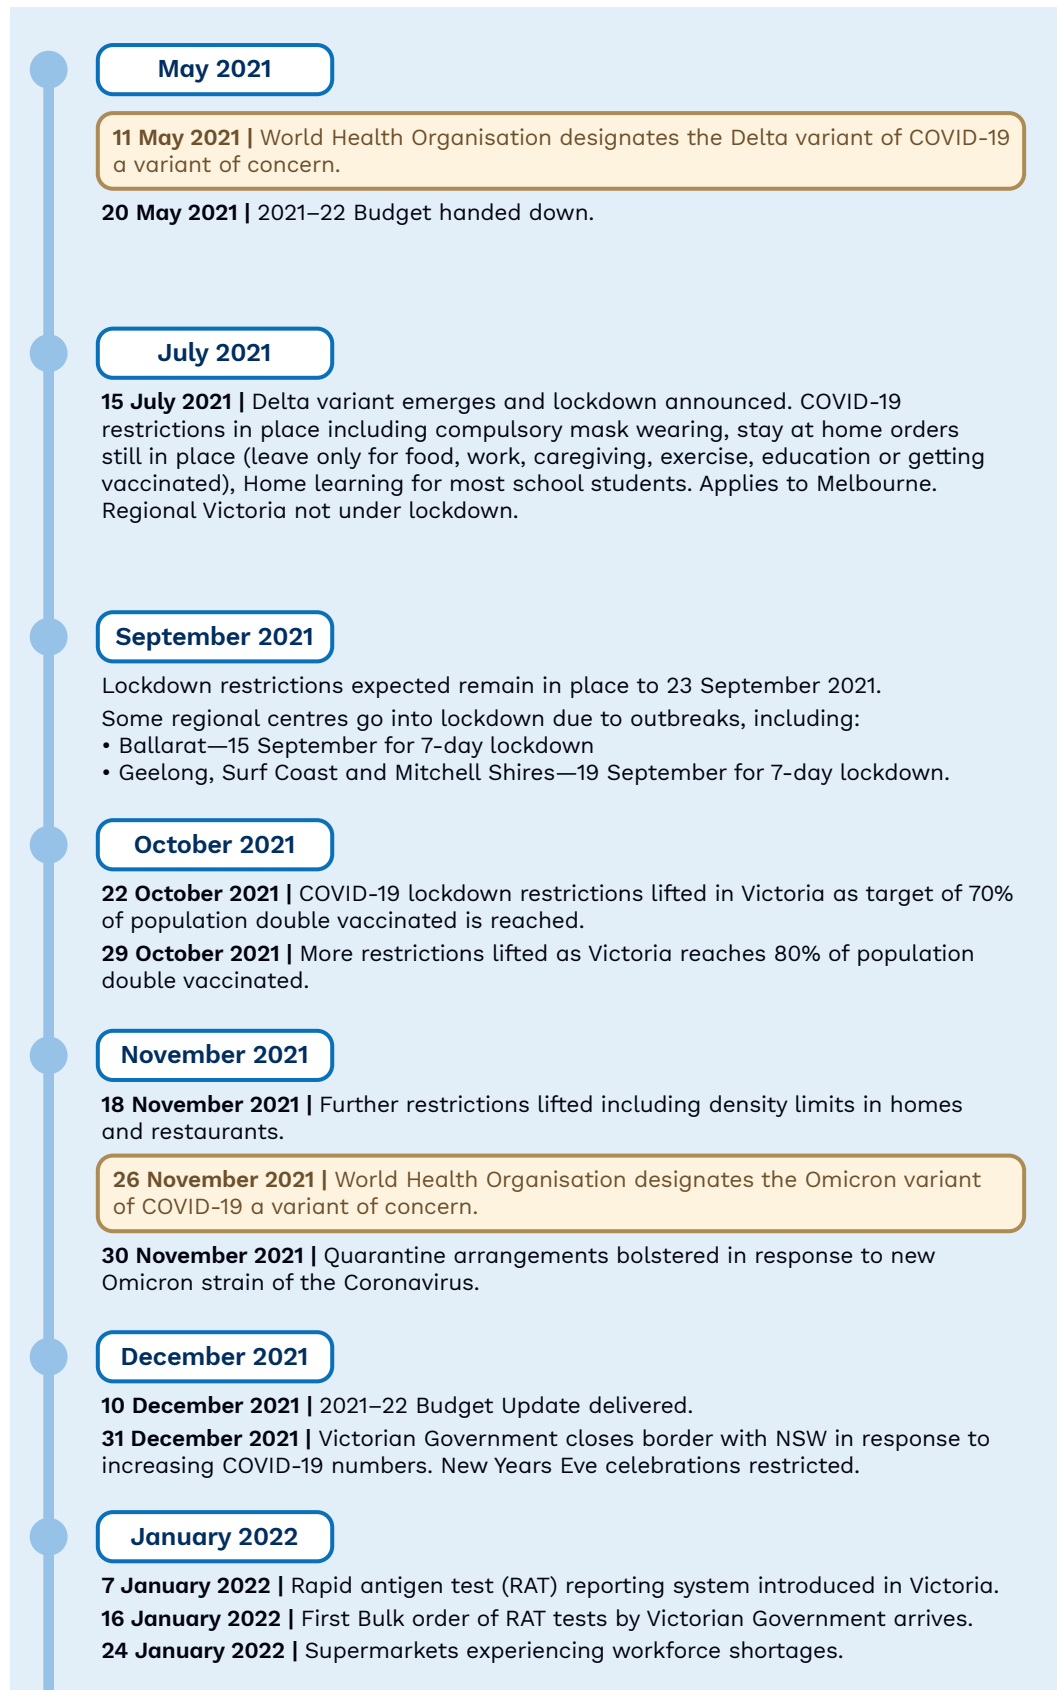 May 2021
11 May 2021 | World Health Organisation designates the Delta variant of COVID-19
a variant of concern.
20 May 2021 | 2021–22 Budget handed down.
July 2021
15 July 2021 | Delta variant emerges and lockdown announced. COVID-19
restrictions in place including compulsory mask wearing, stay at home orders
still in place (leave only for food, work, caregiving, exercise, education or getting
vaccinated), Home learning for most school students. Applies to Melbourne.
Regional Victoria not under lockdown.
September 2021
Lockdown restrictions expected remain in place to 23 September 2021.
Some regional centres go into lockdown due to outbreaks, including:
• Ballarat—15 September for 7-day lockdown
• Geelong, Surf Coast and Mitchell Shires—19 September for 7-day lockdown.
October 2021
22 October 2021 | COVID-19 lockdown restrictions lifted in Victoria as target of 70%
of population double vaccinated is reached.
29 October 2021 | More restrictions lifted as Victoria reaches 80% of population
double vaccinated.
November 2021
18 November 2021 | Further restrictions lifted including density limits in homes
and restaurants.
26 November 2021 | World Health Organisation designates the Omicron variant
of COVID-19 a variant of concern.
30 November 2021 | Quarantine arrangements bolstered in response to new
Omicron strain of the Coronavirus.
December 2021
10 December 2021 | 2021–22 Budget Update delivered.
31 December 2021 | Victorian Government closes border with NSW in response to
increasing COVID-19 numbers. New Years Eve celebrations restricted.
January 2022
7 January 2022 | Rapid antigen test (RAT) reporting system introduced in Victoria.
16 January 2022 | First Bulk order of RAT tests by Victorian Government arrives.
24 January 2022 | Supermarkets experiencing workforce shortages.